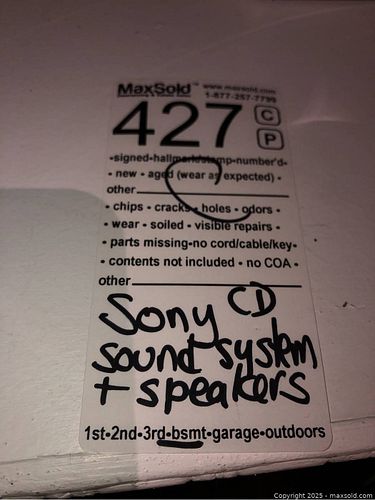 MaxSold™ www.maxsold.com
1-877-257-7799
427 C
P
•signed•hallmark/stamp•number'd•
• new • aged (wear as expected) •
other
• chips • cracks • holes • odors •
• wear • soiled • visible repairs •
• parts missing•no cord/cable/key•
• contents not included • no COA •
other
Sony CD
sound system
+ speakers
1st•2nd•3rd•bsmt•garage•outdoors
Copyright © 2025 - maxsold.com